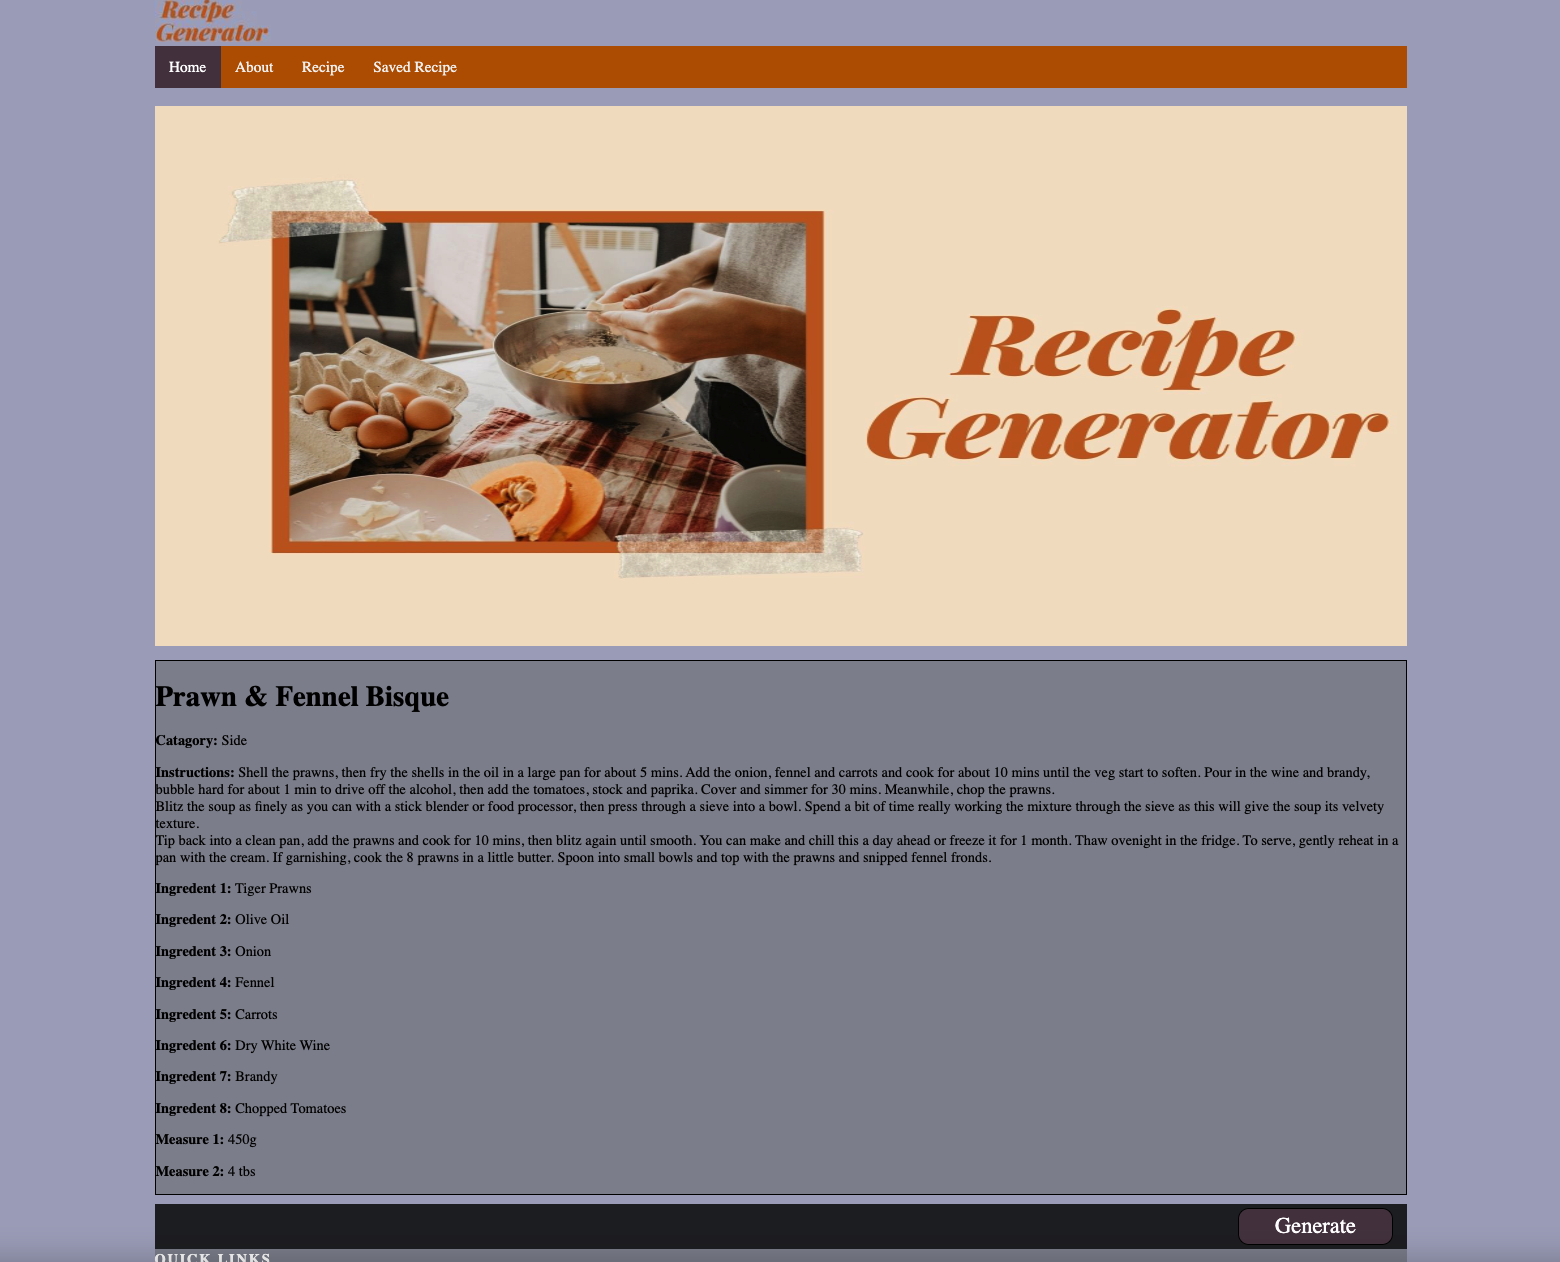 Recipe
Generator
Home About Recipe Saved Recipe
Recipe
Generator
Prawn & Fennel Bisque
Catagory: Side
Instructions: Shell the prawns, then fry the shells in the oil in a large pan for about 5 mins. Add the onion, fennel and carrots and cook for about 10 mins until the veg start to soften. Pour in the wine and brandy,
bubble hard for about 1 min to drive off the alcohol, then add the tomatoes, stock and paprika. Cover and simmer for 30 mins. Meanwhile, chop the prawns.
Blitz the soup as finely as you can with a stick blender or food processor, then press through a sieve into a bowl. Spend a bit of time really working the mixture through the sieve as this will give the soup its velvety
texture.
Tip back into a clean pan, add the prawns and cook for 10 mins, then blitz again until smooth. You can make and chill this a day ahead or freeze it for 1 month. Thaw ovenight in the fridge. To serve, gently reheat in a
pan with the cream. If garnishing, cook the 8 prawns in a little butter. Spoon into small bowls and top with the prawns and snipped fennel fronds.
Ingredent 1: Tiger Prawns
Ingredent 2: Olive Oil
Ingredent 3: Onion
Ingredent 4: Fennel
Ingredent 5: Carrots
Ingredent 6: Dry White Wine
Ingredent 7: Brandy
Ingredent 8: Chopped Tomatoes
Measure 1: 450g
Measure 2: 4 tbs
Generate
QUICK LINKS